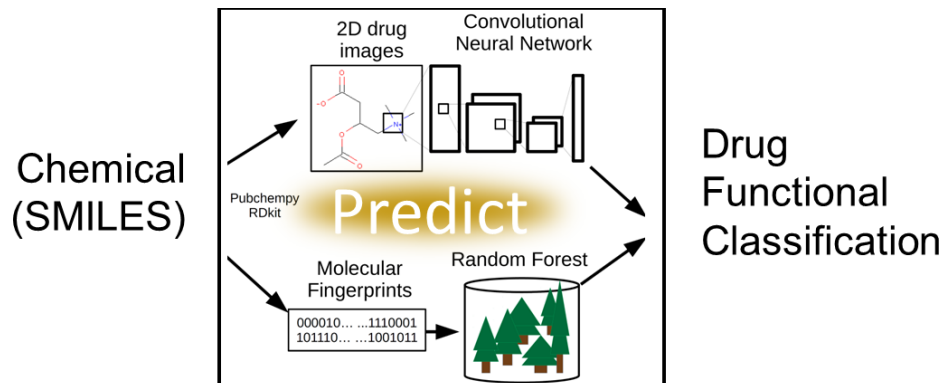 Chemical
(SMILES)
Pubchempy
RDkit
2D drug
images
O
-O
N+
O
O
Convolutional
Neural Network
Predict
Molecular
Fingerprints
000010... ...1110001
101110... ...1001011
Random Forest
Drug
Functional
Classification